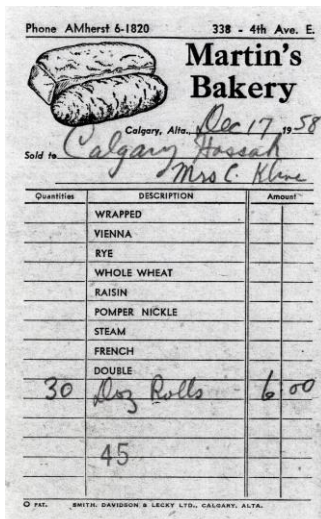 Phone AMherst 6-1820 338 - 4th Ave. E.
Martin's
Bakery
Calgary, Alta., Dec 17 1958
Sold to Calgary Hassah
Mrs C. Kline
Quantities DESCRIPTION Amount
WRAPPED
VIENNA
RYE
WHOLE WHEAT
RAISIN
POMPER NICKLE
STEAM
FRENCH
DOUBLE
30 Doz Rolls 6.00
45
PAT. SMITH, DAVIDSON & LECKY LTD., CALGARY, ALTA.